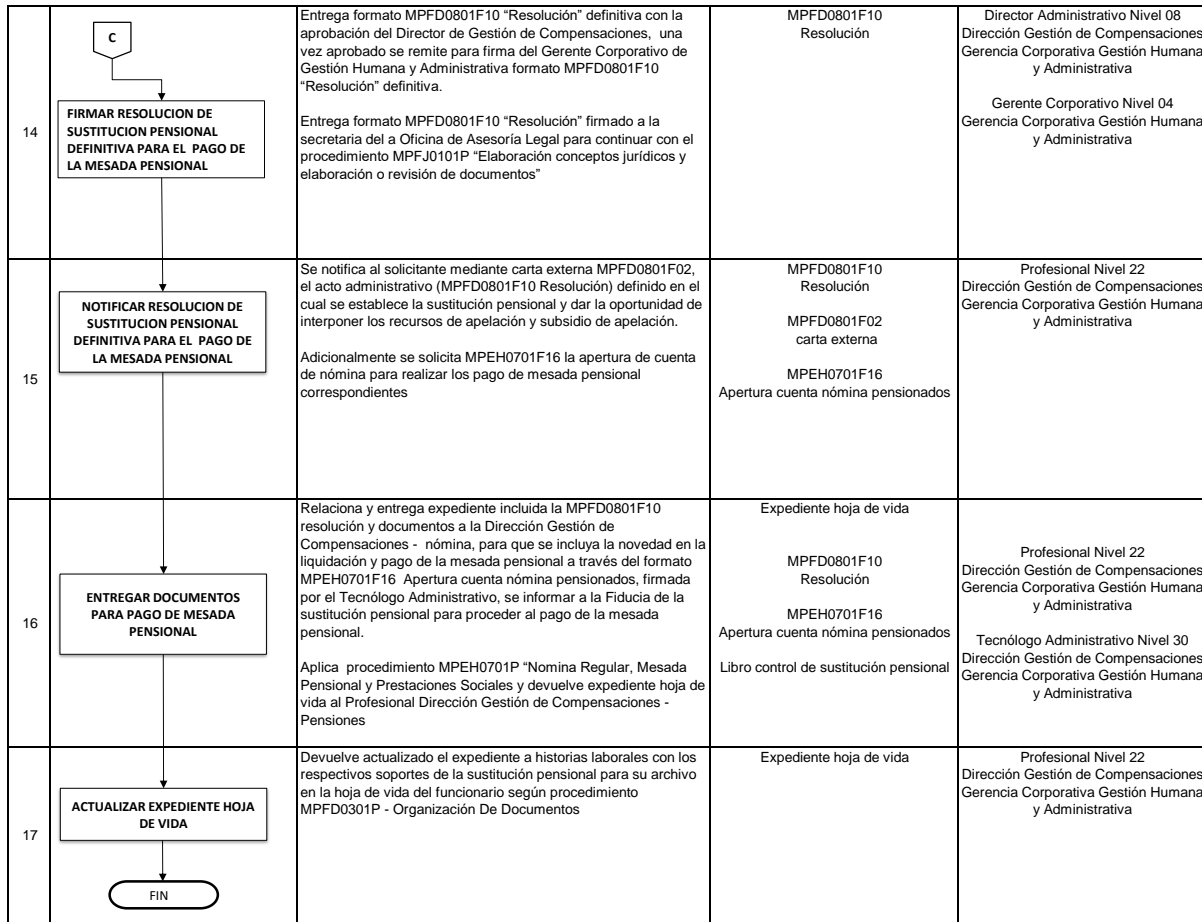 C
14
FIRMAR RESOLUCION DE
SUSTITUCION PENSIONAL
DEFINITIVA PARA EL PAGO DE
LA MESADA PENSIONAL
Entrega formato MPFD0801F10 “Resolución” definitiva con la
aprobación del Director de Gestión de Compensaciones, una
vez aprobado se remite para firma del Gerente Corporativo de
Gestión Humana y Administrativa formato MPFD0801F10
“Resolución” definitiva.
Entrega formato MPFD0801F10 “Resolución” firmado a la
secretaria del a Oficina de Asesoría Legal para continuar con el
procedimiento MPFJ0101P “Elaboración conceptos jurídicos y
elaboración o revisión de documentos”
MPFD0801F10
Resolución
Director Administrativo Nivel 08
Dirección Gestión de Compensaciones
Gerencia Corporativa Gestión Humana
y Administrativa
Gerente Corporativo Nivel 04
Gerencia Corporativa Gestión Humana
y Administrativa
15
NOTIFICAR RESOLUCION DE
SUSTITUCION PENSIONAL
DEFINITIVA PARA EL PAGO DE
LA MESADA PENSIONAL
Se notifica al solicitante mediante carta externa MPFD0801F02,
el acto administrativo (MPFD0801F10 Resolución) definido en el
cual se establece la sustitución pensional y dar la oportunidad de
interponer los recursos de apelación y subsidio de apelación.
Adicionalmente se solicita MPEH0701F16 la apertura de cuenta
de nómina para realizar los pago de mesada pensional
correspondientes
MPFD0801F10
Resolución
MPFD0801F02
carta externa
MPEH0701F16
Apertura cuenta nómina pensionados
Profesional Nivel 22
Dirección Gestión de Compensaciones
Gerencia Corporativa Gestión Humana
y Administrativa
16
ENTREGAR DOCUMENTOS
PARA PAGO DE MESADA
PENSIONAL
Relaciona y entrega expediente incluida la MPFD0801F10
resolución y documentos a la Dirección Gestión de
Compensaciones - nómina, para que se incluya la novedad en la
liquidación y pago de la mesada pensional a través del formato
MPEH0701F16 Apertura cuenta nómina pensionados, firmada
por el Tecnólogo Administrativo, se informar a la Fiducia de la
sustitución pensional para proceder al pago de la mesada
pensional.
Aplica procedimiento MPEH0701P “Nomina Regular, Mesada
Pensional y Prestaciones Sociales y devuelve expediente hoja de
vida al Profesional Dirección Gestión de Compensaciones -
Pensiones
Expediente hoja de vida
MPFD0801F10
Resolución
MPEH0701F16
Apertura cuenta nómina pensionados
Libro control de sustitución pensional
Profesional Nivel 22
Dirección Gestión de Compensaciones
Gerencia Corporativa Gestión Humana
y Administrativa
Tecnólogo Administrativo Nivel 30
Dirección Gestión de Compensaciones
Gerencia Corporativa Gestión Humana
y Administrativa
17
ACTUALIZAR EXPEDIENTE HOJA
DE VIDA
FIN
Devuelve actualizado el expediente a historias laborales con los
respectivos soportes de la sustitución pensional para su archivo
en la hoja de vida del funcionario según procedimiento
MPFD0301P - Organización De Documentos
Expediente hoja de vida
Profesional Nivel 22
Dirección Gestión de Compensaciones
Gerencia Corporativa Gestión Humana
y Administrativa